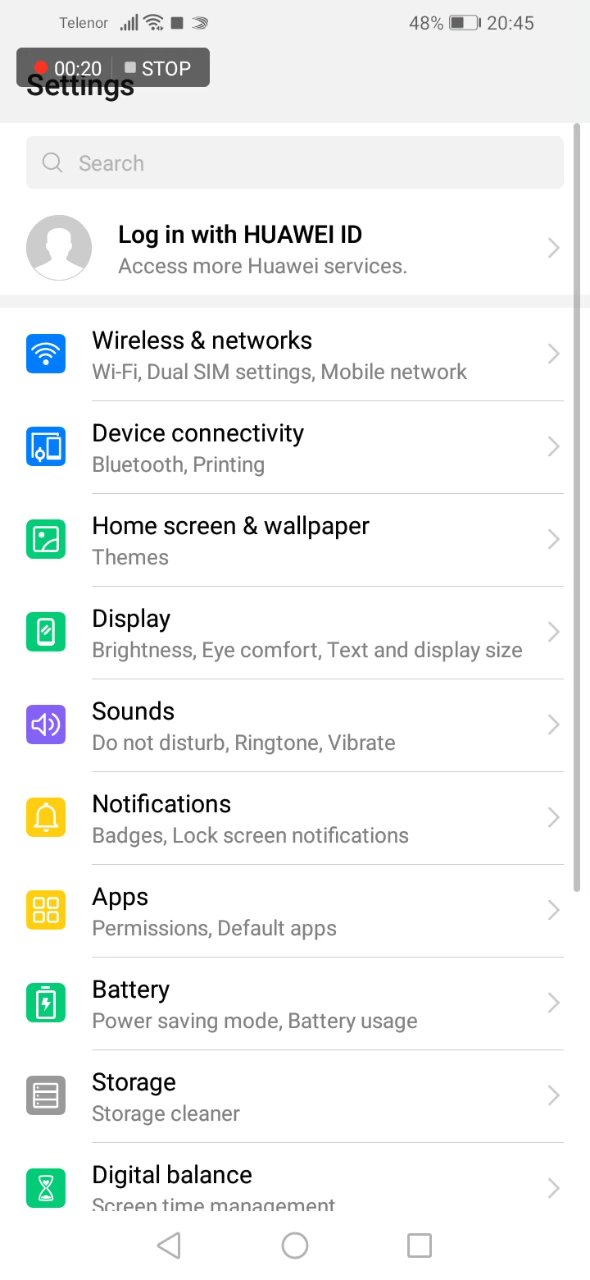 Telenor 48% 20:45
00:20 STOP
Settings
Search
Log in with HUAWEI ID
Access more Huawei services.
Wireless & networks
Wi-Fi, Dual SIM settings, Mobile network
Device connectivity
Bluetooth, Printing
Home screen & wallpaper
Themes
Display
Brightness, Eye comfort, Text and display size
Sounds
Do not disturb, Ringtone, Vibrate
Notifications
Badges, Lock screen notifications
Apps
Permissions, Default apps
Battery
Power saving mode, Battery usage
Storage
Storage cleaner
Digital balance
Screen time management